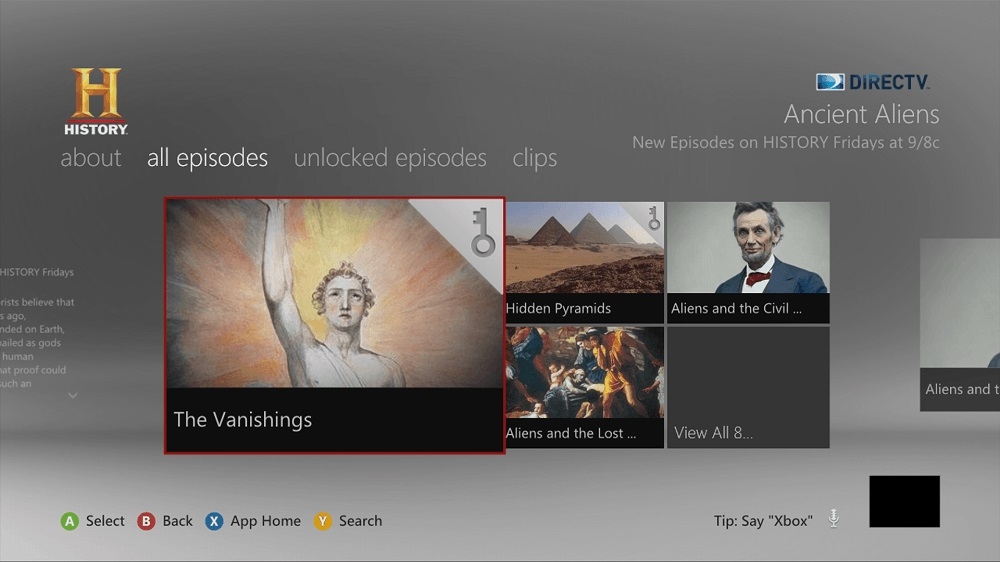 H
HISTORY.
DIRECTV
Ancient Aliens
New Episodes on HISTORY Fridays at 9/8c
about all episodes unlocked episodes clips
HISTORY Fridays
rists believe that
s ago,
nded on Earth,
ailed as gods
human
at proof could
such an
The Vanishings
Hidden Pyramids
Aliens and the Civil ...
Aliens and the Lost ...
View All 8...
Aliens and t
A Select B Back X App Home Y Search
Tip: Say "Xbox"